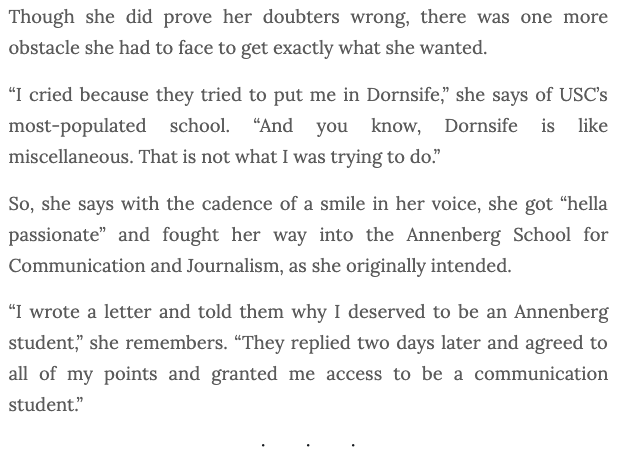 Though she did prove her doubters wrong, there was one more
obstacle she had to face to get exactly what she wanted.
“I cried because they tried to put me in Dornsife,” she says of USC’s
most-populated school. “And you know, Dornsife is like
miscellaneous. That is not what I was trying to do.”
So, she says with the cadence of a smile in her voice, she got “hella
passionate” and fought her way into the Annenberg School for
Communication and Journalism, as she originally intended.
“I wrote a letter and told them why I deserved to be an Annenberg
student,” she remembers. “They replied two days later and agreed to
all of my points and granted me access to be a communication
student.”
. . .